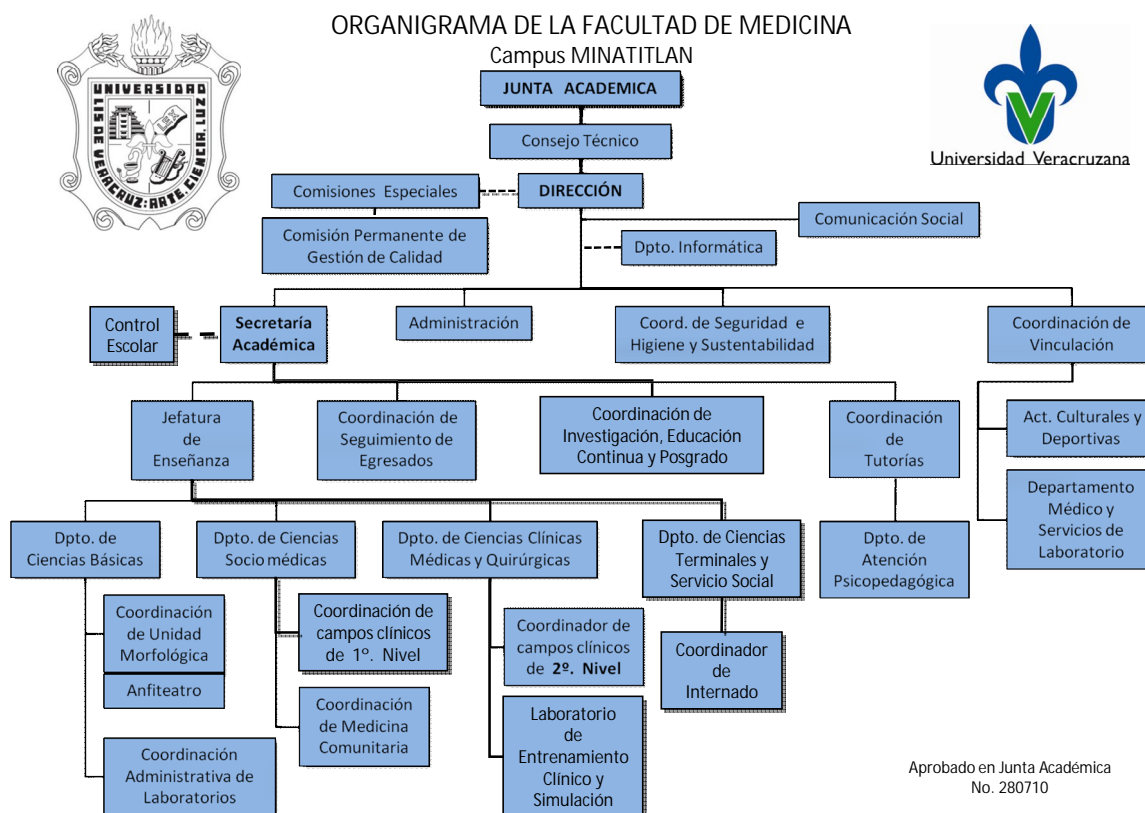 ORGANIGRAMA DE LA FACULTAD DE MEDICINA
Campus MINATITLAN
UNIVERSIDAD
LIS DE VERACRUZ: ARTE, CIENCIA, LUZ
LEX
Universidad Veracruzana
JUNTA ACADEMICA
Consejo Técnico
Comisiones Especiales
DIRECCIÓN
Comunicación Social
Comisión Permanente de
Gestión de Calidad
Dpto. Informática
Control
Escolar
Secretaría
Académica
Administración
Coord. de Seguridad e
Higiene y Sustentabilidad
Coordinación de
Vinculación
Jefatura
de
Enseñanza
Coordinación de
Seguimiento de
Egresados
Coordinación de
Investigación, Educación
Continua y Posgrado
Coordinación
de
Tutorías
Act. Culturales y
Deportivas
Departamento
Médico y
Servicios de
Laboratorio
Dpto. de
Ciencias Básicas
Dpto. de Ciencias
Socio médicas
Dpto. de Ciencias Clínicas
Médicas y Quirúrgicas
Dpto. de Ciencias
Terminales y
Servicio Social
Dpto. de
Atención
Psicopedagógica
Coordinación
de Unidad
Morfológica
Anfiteatro
Coordinación de
campos clínicos
de 1º. Nivel
Coordinador de
campos clínicos
de 2º. Nivel
Coordinador
de
Internado
Coordinación
de Medicina
Comunitaria
Coordinación
Administrativa de
Laboratorios
Laboratorio
de
Entrenamiento
Clínico y
Simulación
Aprobado en Junta Académica
No. 280710